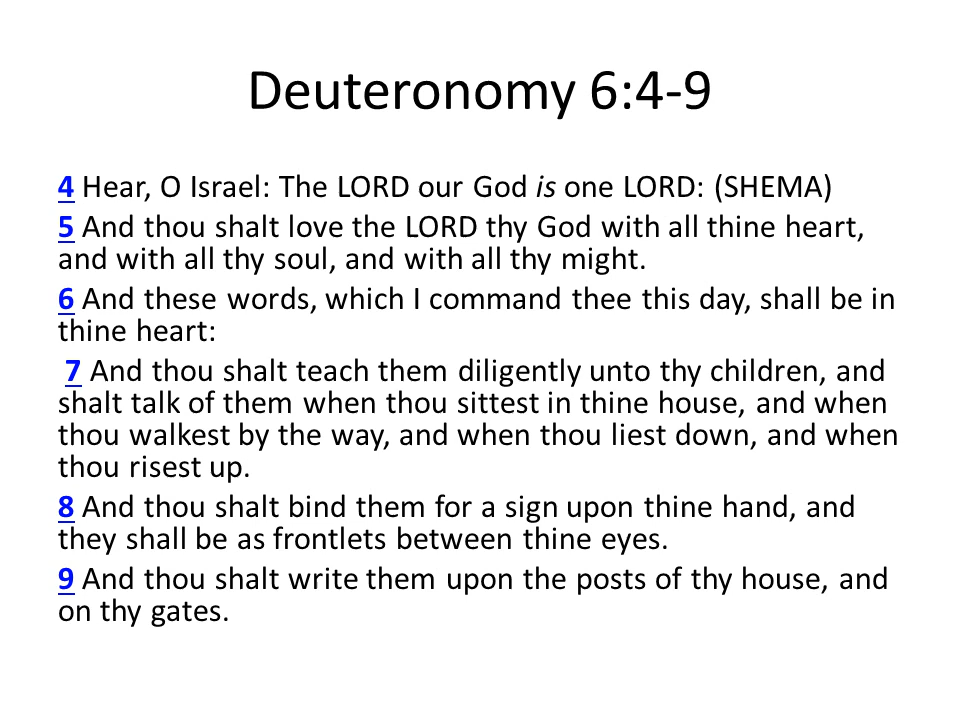 Deuteronomy 6:4-9
4 Hear, O Israel: The LORD our God is one LORD: (SHEMA)
5 And thou shalt love the LORD thy God with all thine heart,
and with all thy soul, and with all thy might.
6 And these words, which I command thee this day, shall be in
thine heart:
7 And thou shalt teach them diligently unto thy children, and
shalt talk of them when thou sittest in thine house, and when
thou walkest by the way, and when thou liest down, and when
thou risest up.
8 And thou shalt bind them for a sign upon thine hand, and
they shall be as frontlets between thine eyes.
9 And thou shalt write them upon the posts of thy house, and
on thy gates.